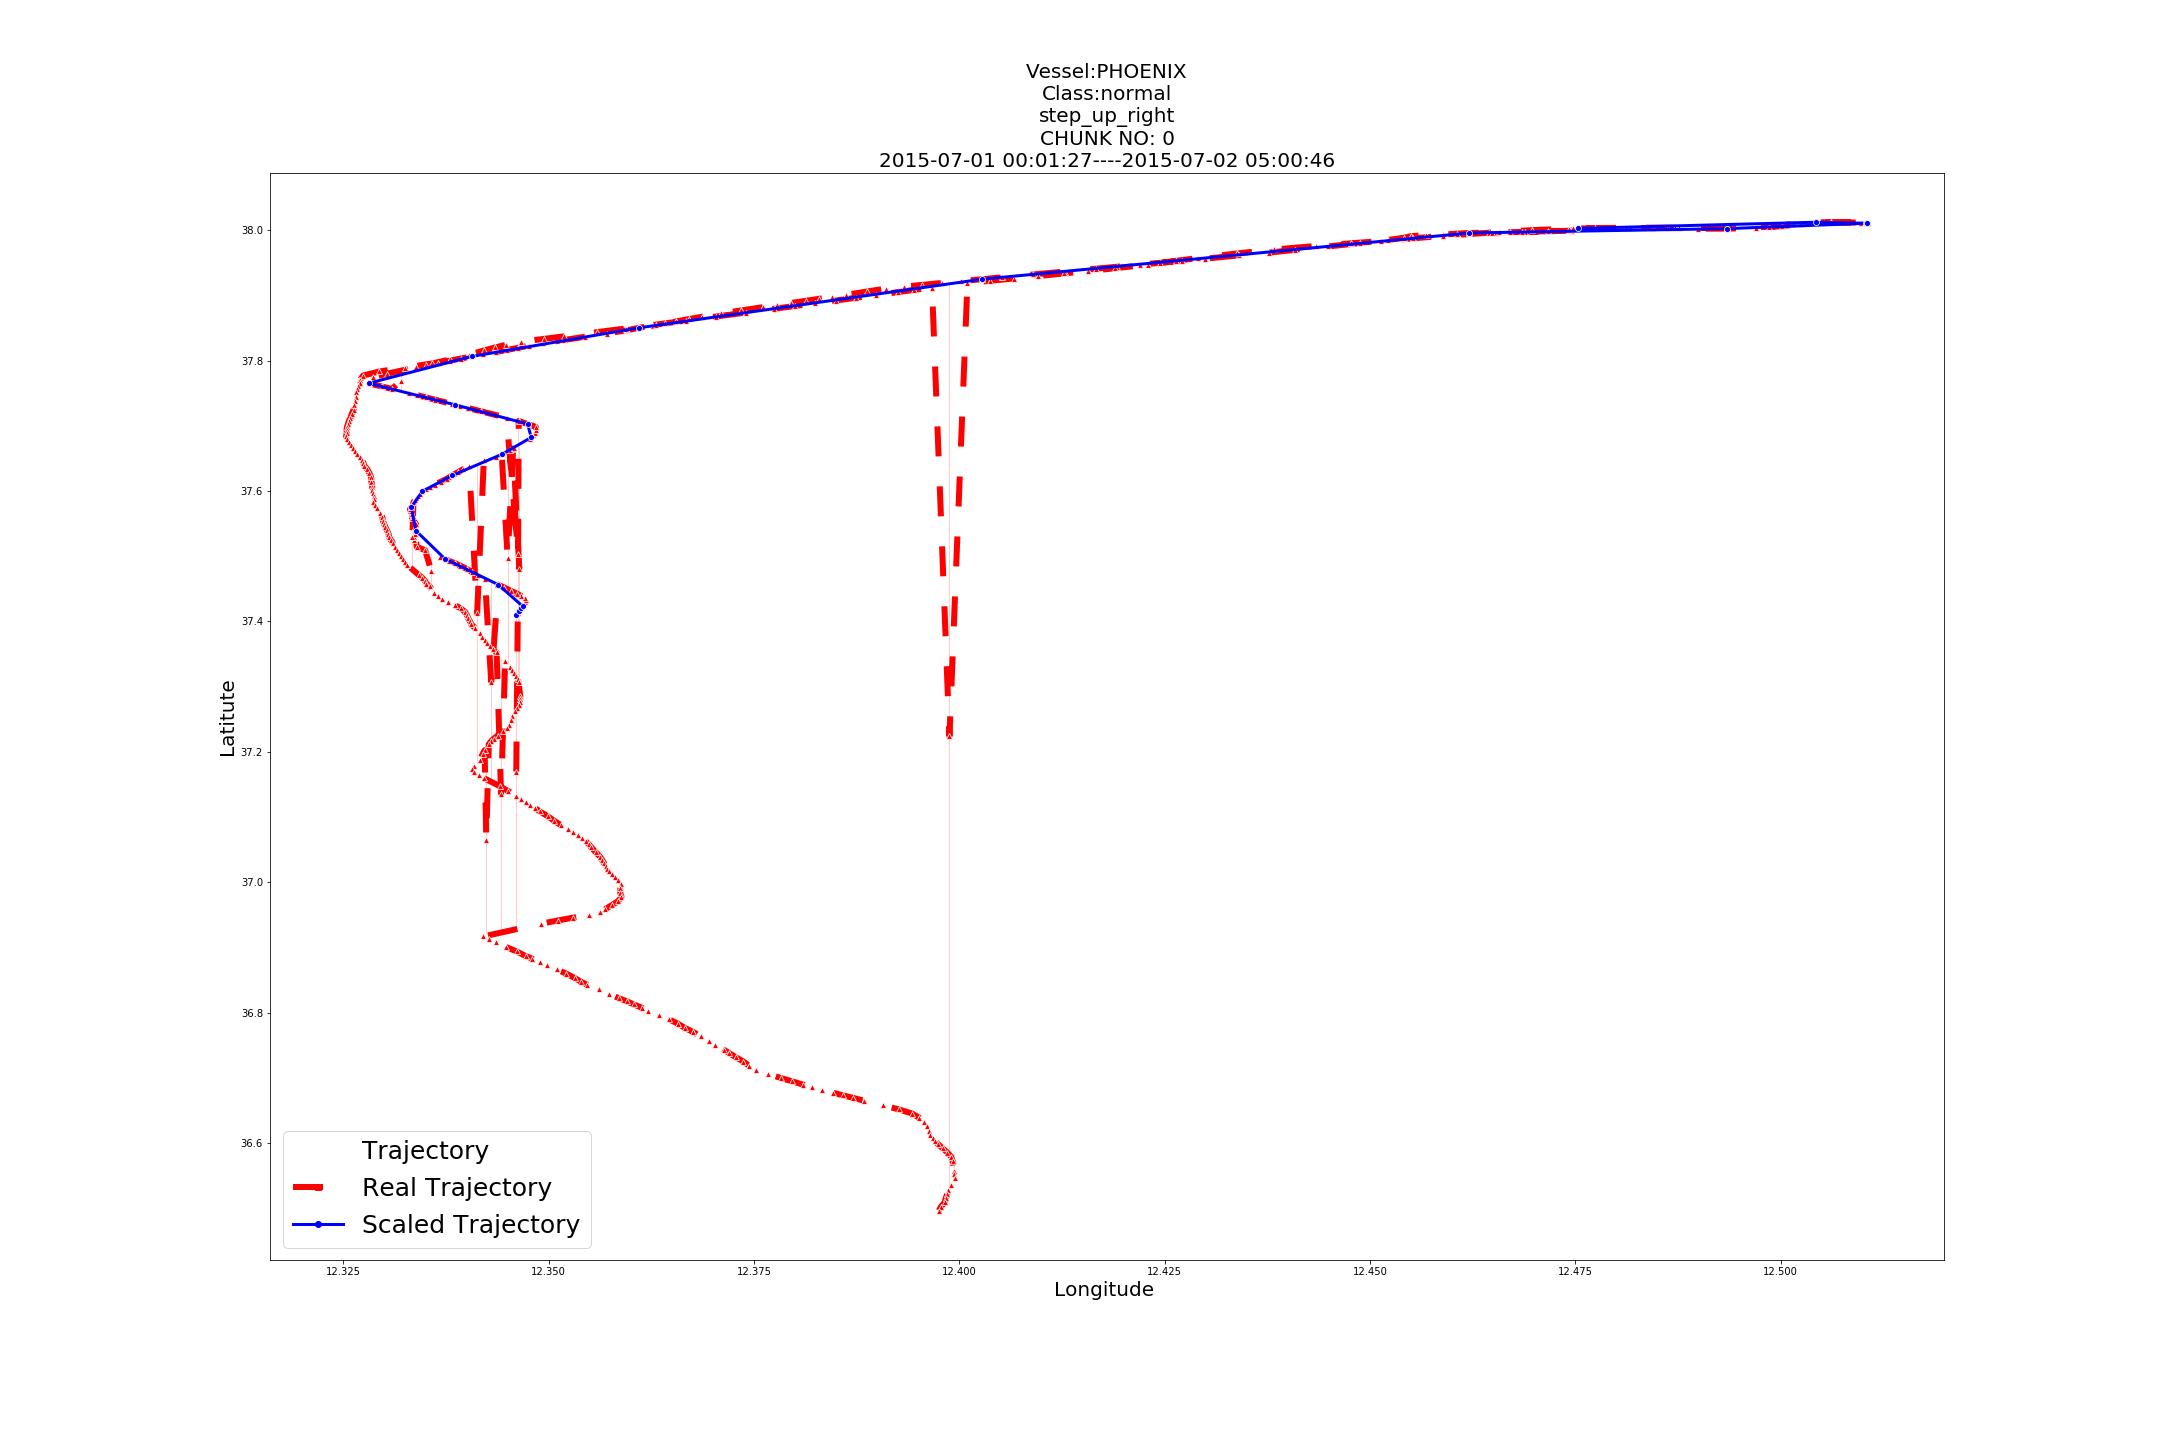 Vessel:PHOENIX
Class:normal
step_up_right
CHUNK NO: 0
2015-07-01 00:01:27----2015-07-02 05:00:46
Latitute
38.0
37.8
37.6
37.4
37.2
37.0
36.8
36.6
Trajectory
Real Trajectory
Scaled Trajectory
12.325
12.350
12.375
12.400
12.425
12.450
12.475
12.500
Longitude